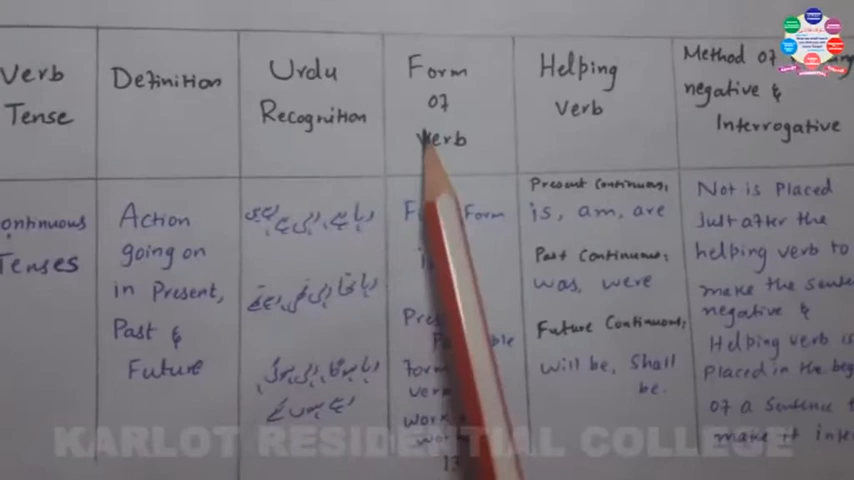 Verb
Tense
Definition
Urdu
Recognition
Form
of
verb
Helping
verb
Method of
negative &
Interrogative
Continuous
Tenses
Action
going on
in Present,
Past &
Future
رہا ہے، رہی ہے، رہے ہیں
رہا تھا، رہی تھی، رہے تھے
رہا ہوگا، رہی ہوگی،
رہے ہوں گے
Form
work
Present Continuous;
is, am, are
Past Continuous;
was, were
Future Continuous;
will be, Shall
be.
Not is Placed
Just after the
helping verb to
make the
negative &
Helping verb is
Placed in the
of a Sentence
make it
KARLOT RESIDENTIAL COLLEGE
13